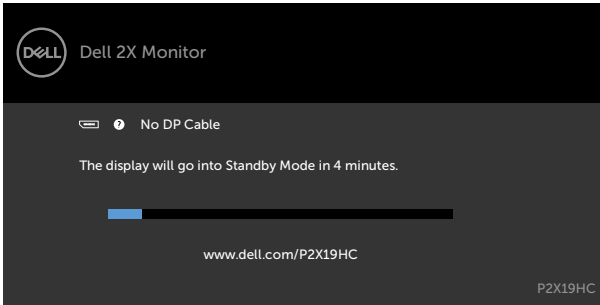 DELL
Dell 2X Monitor
? No DP Cable
The display will go into Standby Mode in 4 minutes.
www.dell.com/P2X19HC
P2X19HC